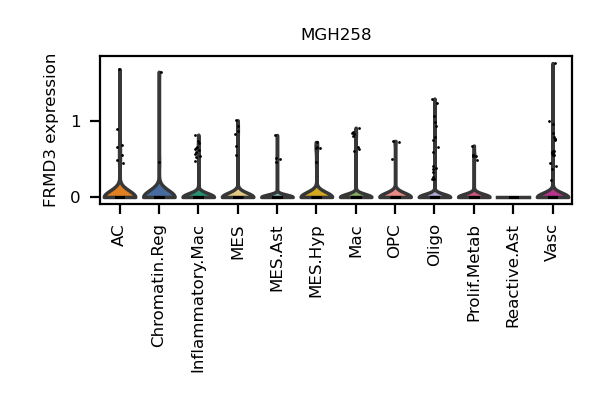 MGH258
FRMD3 expression
1
0
AC
Chromatin.Reg
Inflammatory.Mac
MES
MES.Ast
MES.Hyp
Mac
OPC
Oligo
Prolif.Metab
Reactive.Ast
Vasc